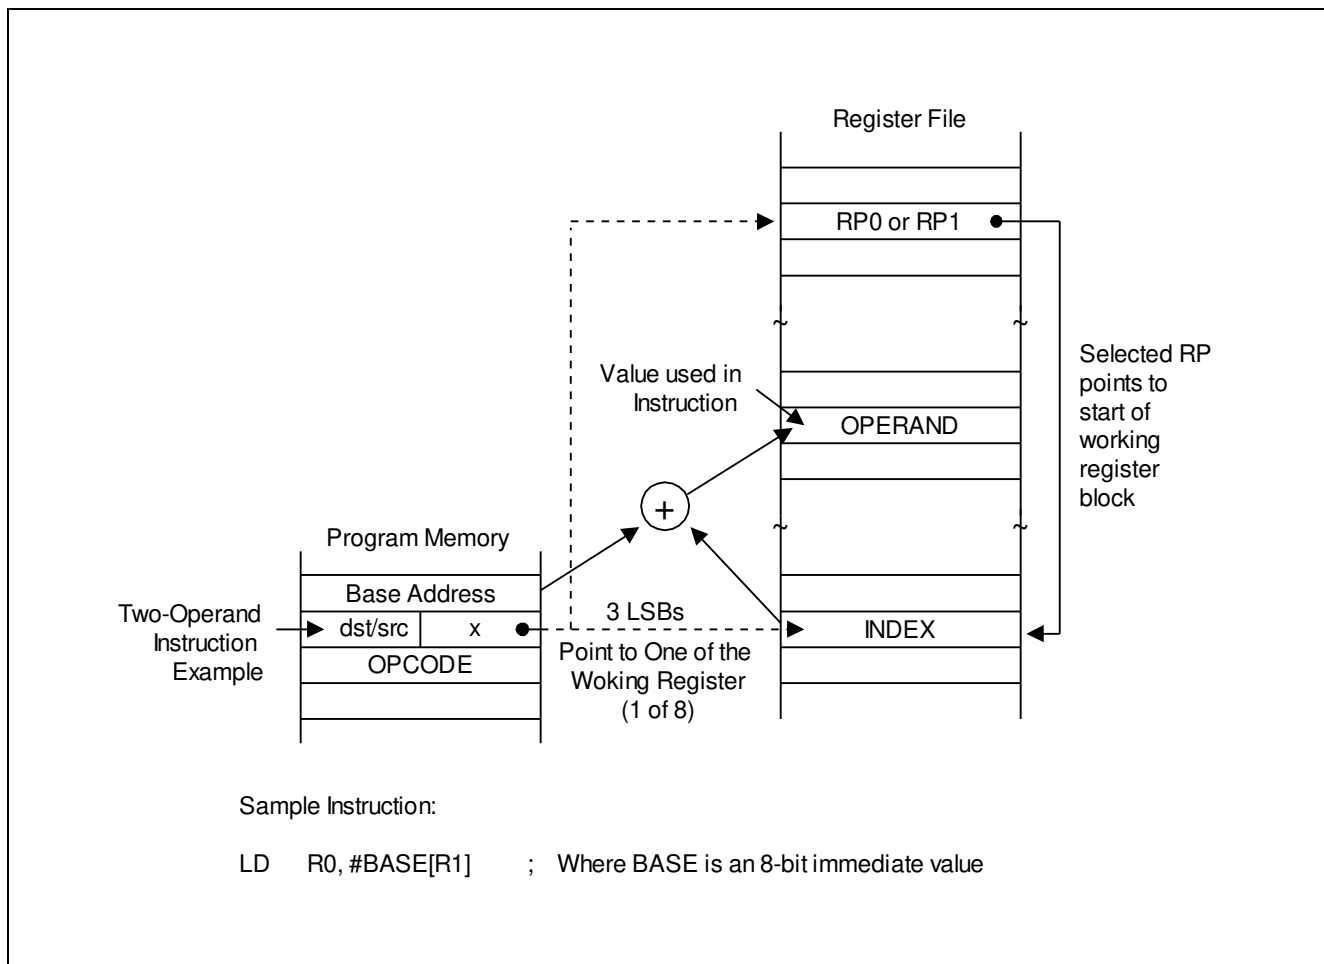 Register File
RP0 or RP1
Selected RP
points to
start of
working
register
block
Value used in
Instruction
OPERAND
+
~ ~
~ ~
Program Memory
Base Address
Two-Operand
Instruction
Example
dst/src x
OPCODE
3 LSBs
Point to One of the
Woking Register
(1 of 8)
INDEX
Sample Instruction:
LD R0, #BASE[R1] ; Where BASE is an 8-bit immediate value